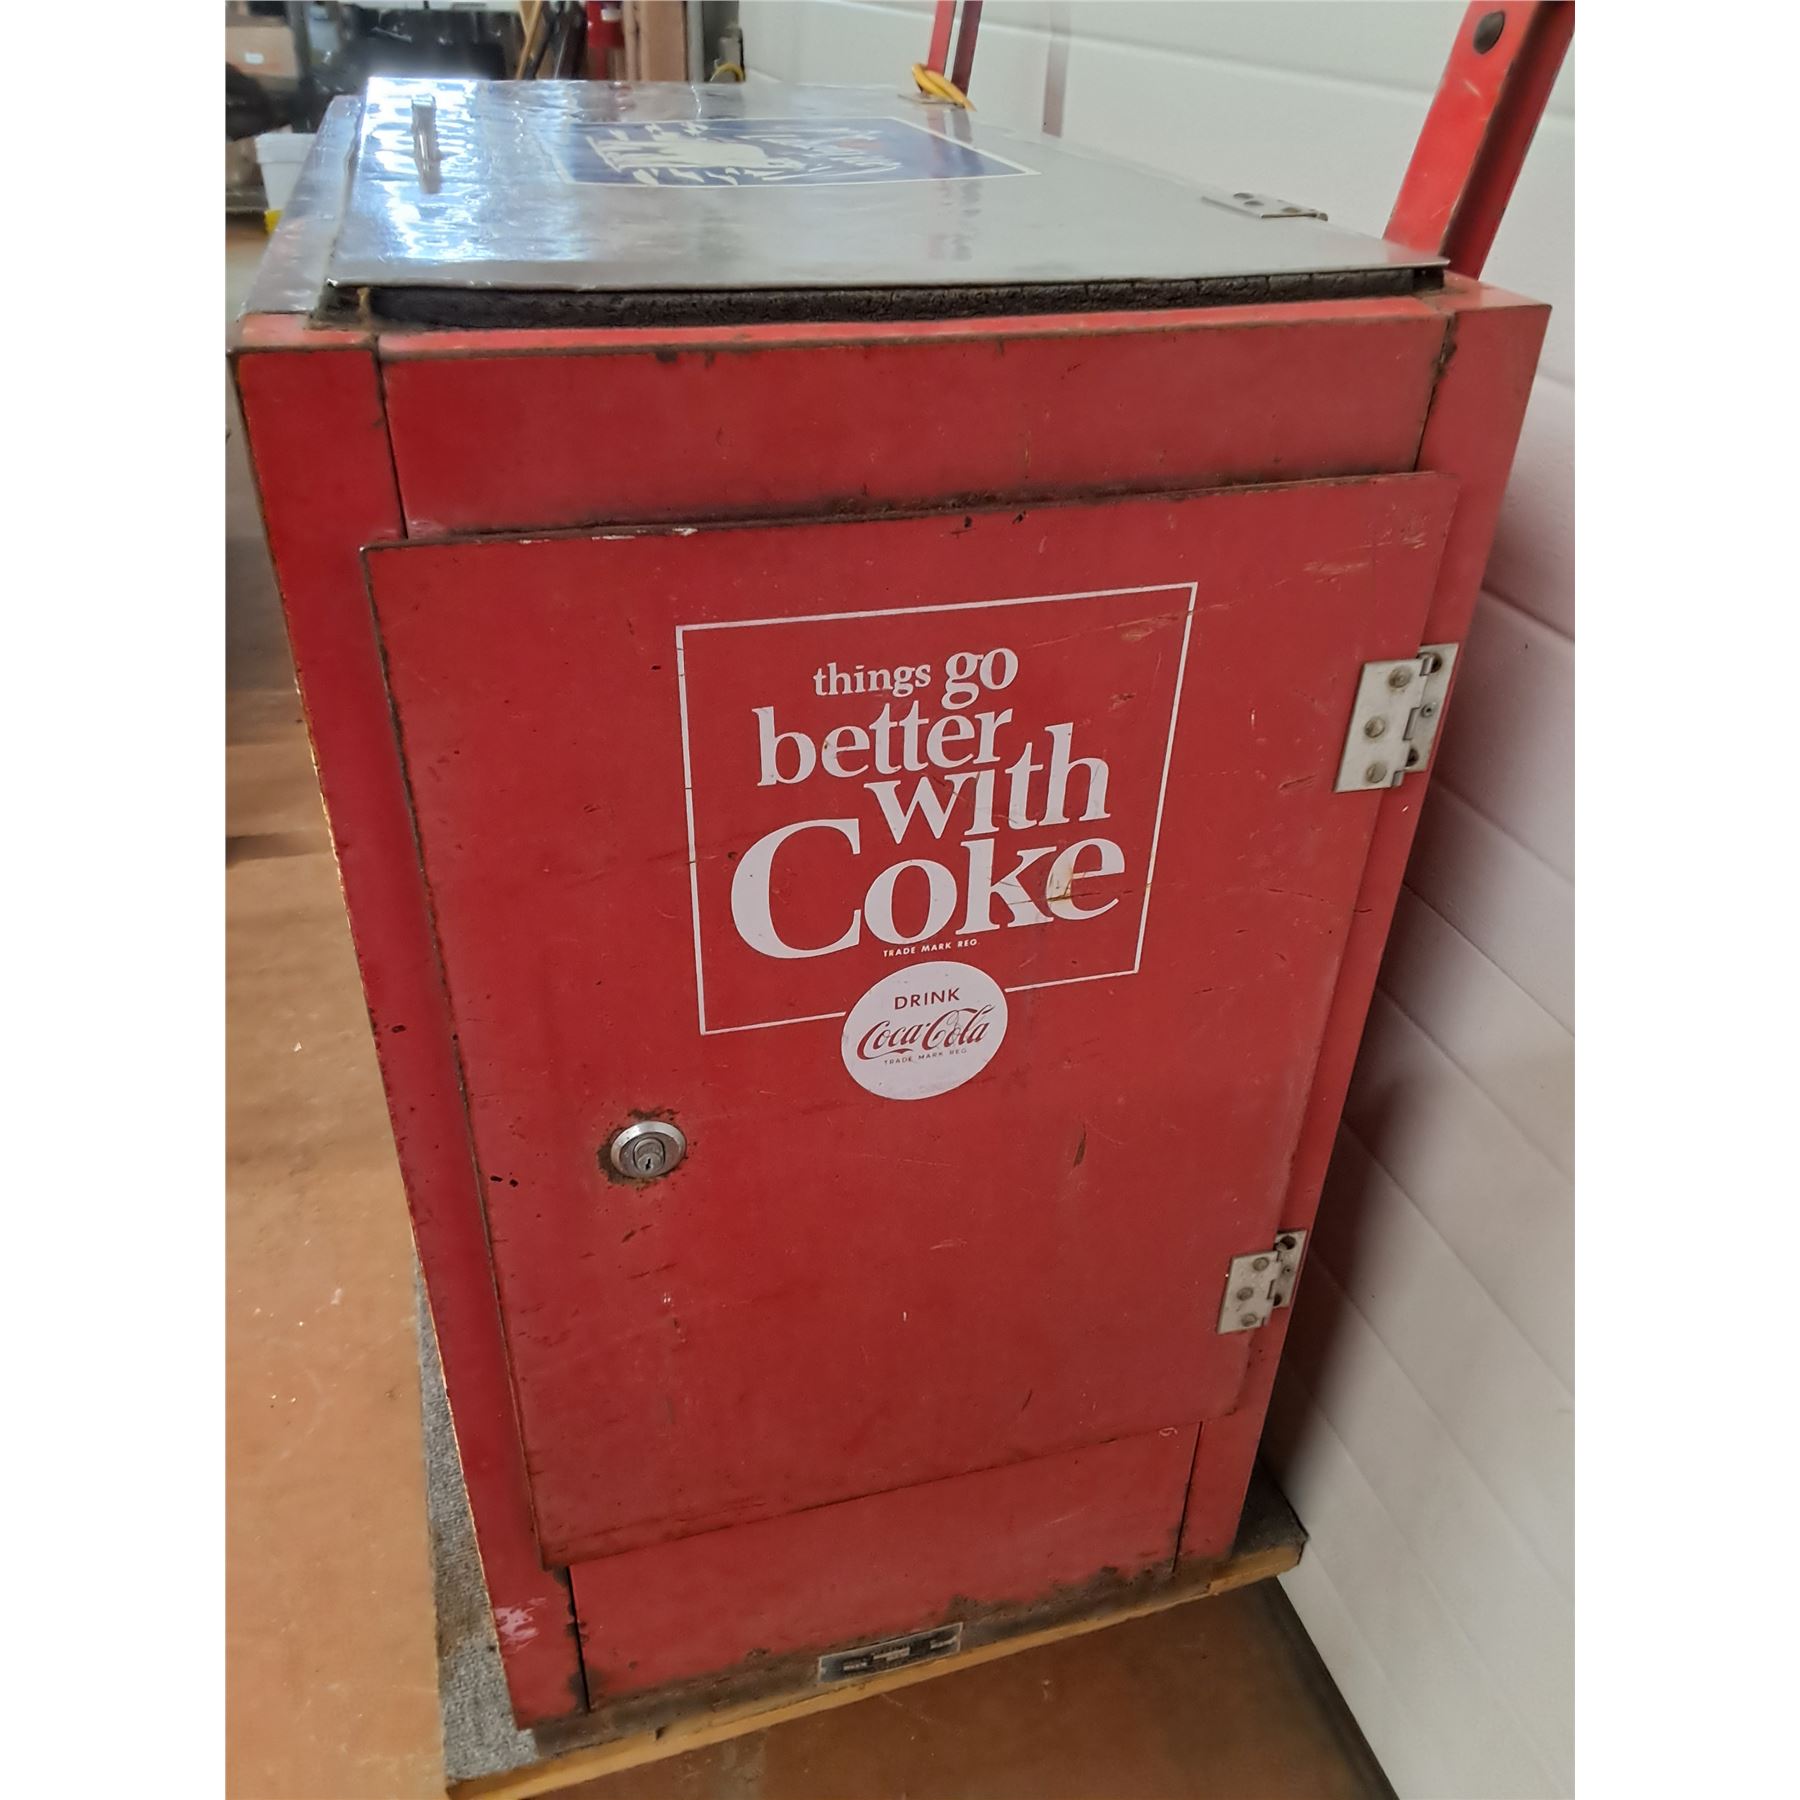 things go
better
with
Coke
TRADE MARK REG.
DRINK
Coca-Cola
TRADE MARK REG